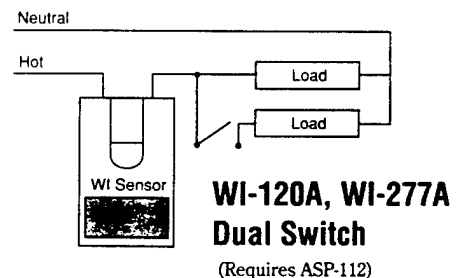 Neutral
Hot
Load
Load
WI Sensor
WI-120A, WI-277A
Dual Switch
(Requires ASP-112)